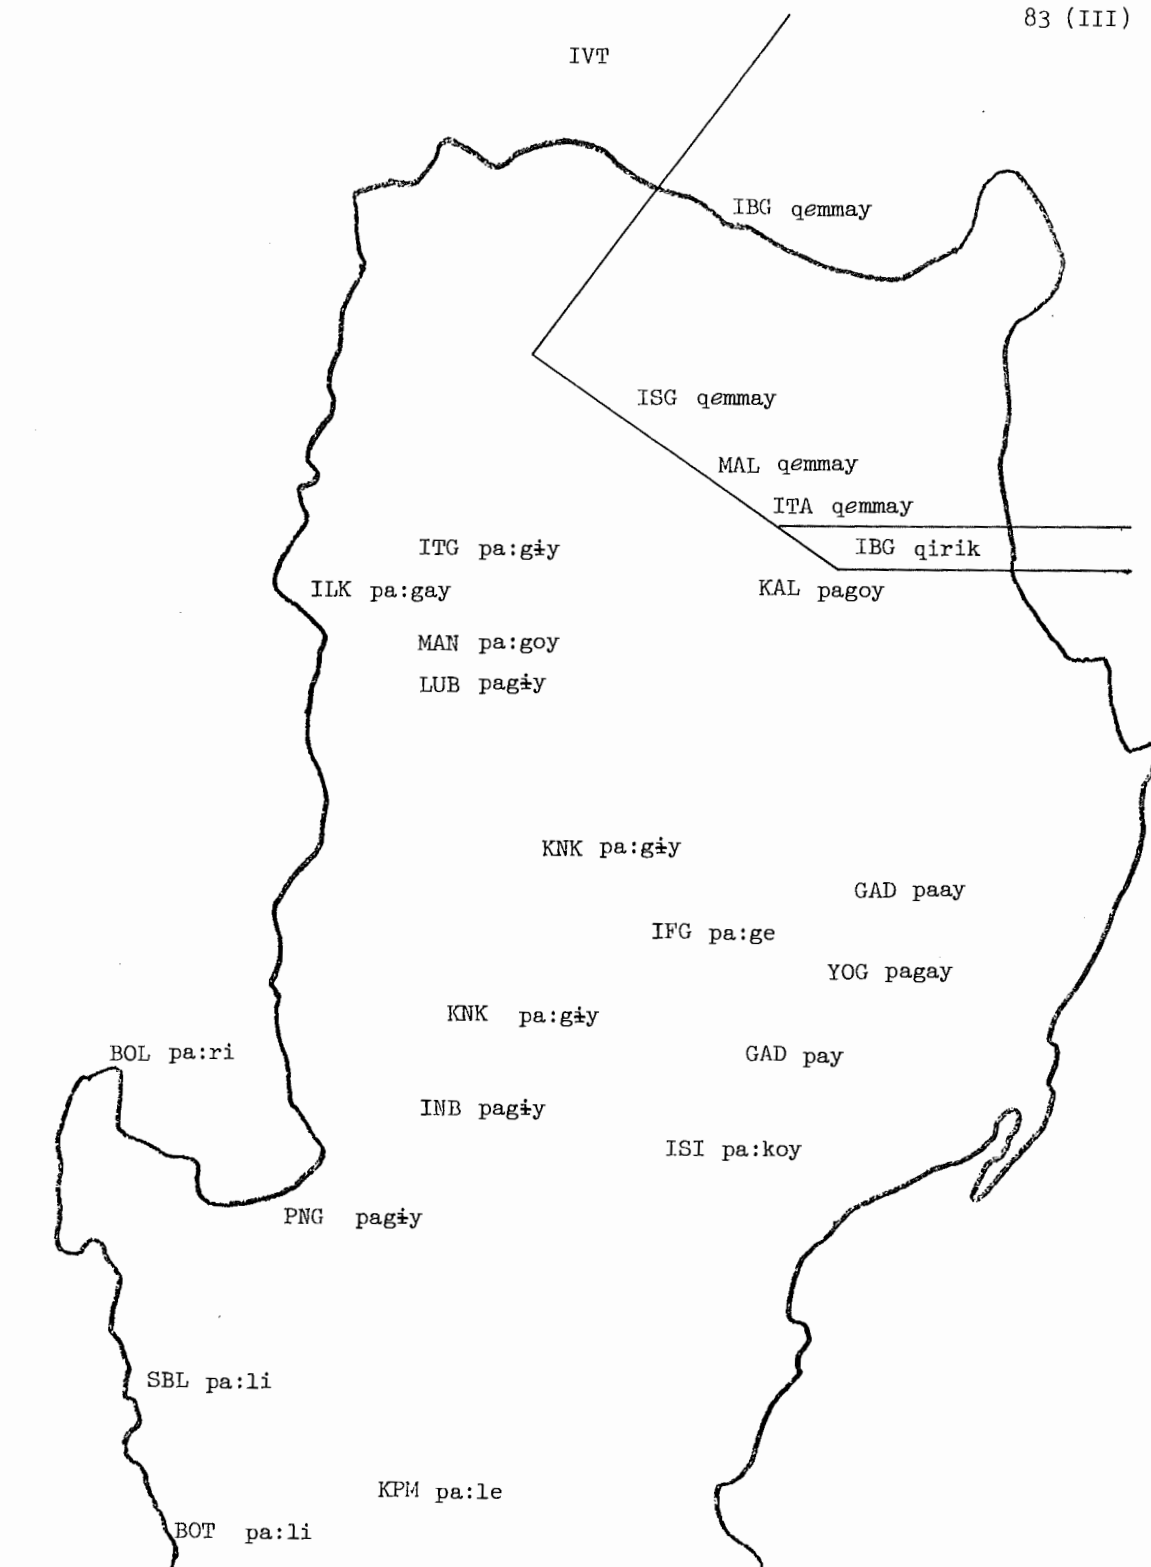 83 (III)
IVT
IBG qemmay
ISG qemmay
MAL qemmay
ITA qemmay
ITG pa:gɨy
IBG qirik
ILK pa:gay
KAL pagoy
MAN pa:goy
LUB pagɨy
KNK pa:gɨy
GAD paay
IFG pa:ge
YOG pagay
KNK pa:gɨy
BOL pa:ri
GAD pay
INB pagɨy
ISI pa:koy
PNG pagɨy
SBL pa:li
KPM pa:le
BOT pa:li